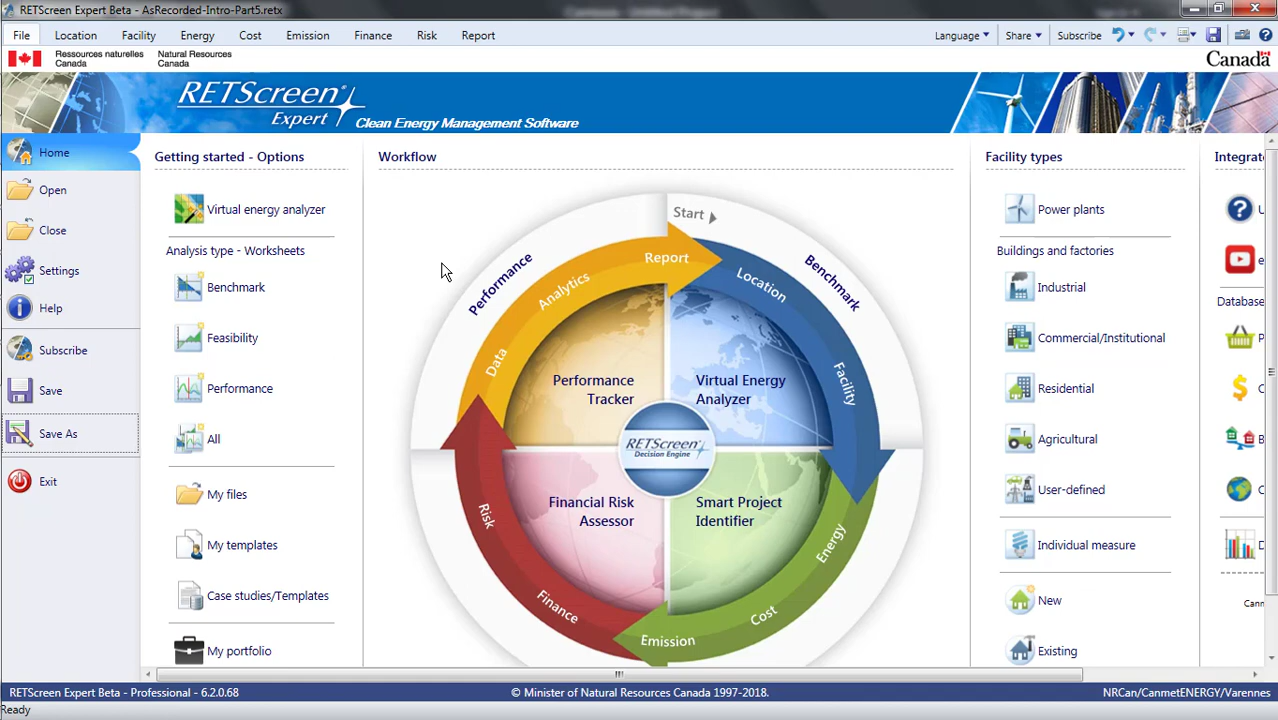 RETScreen Expert Beta - AsRecorded-Intro-Part5.retx
File Location Facility Energy Cost Emission Finance Risk Report Language Share Subscribe
Ressources naturelles Canada
Natural Resources Canada
Canada
RETScreen®
Expert
Clean Energy Management Software
Home
Open
Close
Settings
Help
Subscribe
Save
Save As
Exit
Getting started - Options
Virtual energy analyzer
Analysis type - Worksheets
Benchmark
Feasibility
Performance
All
My files
My templates
Case studies/Templates
My portfolio
Workflow
Start
Performance
Benchmark
Report
Location
Analytics
Data
Facility
Performance Tracker
Virtual Energy Analyzer
RETScreen®
Decision Engine
Financial Risk Assessor
Smart Project Identifier
Risk
Energy
Finance
Cost
Emission
Facility types
Power plants
Buildings and factories
Industrial
Commercial/Institutional
Residential
Agricultural
User-defined
Individual measure
New
Existing
Integrat
Database
RETScreen Expert Beta - Professional - 6.2.0.68
© Minister of Natural Resources Canada 1997-2018.
NRCan/CanmetENERGY/Varennes
Ready